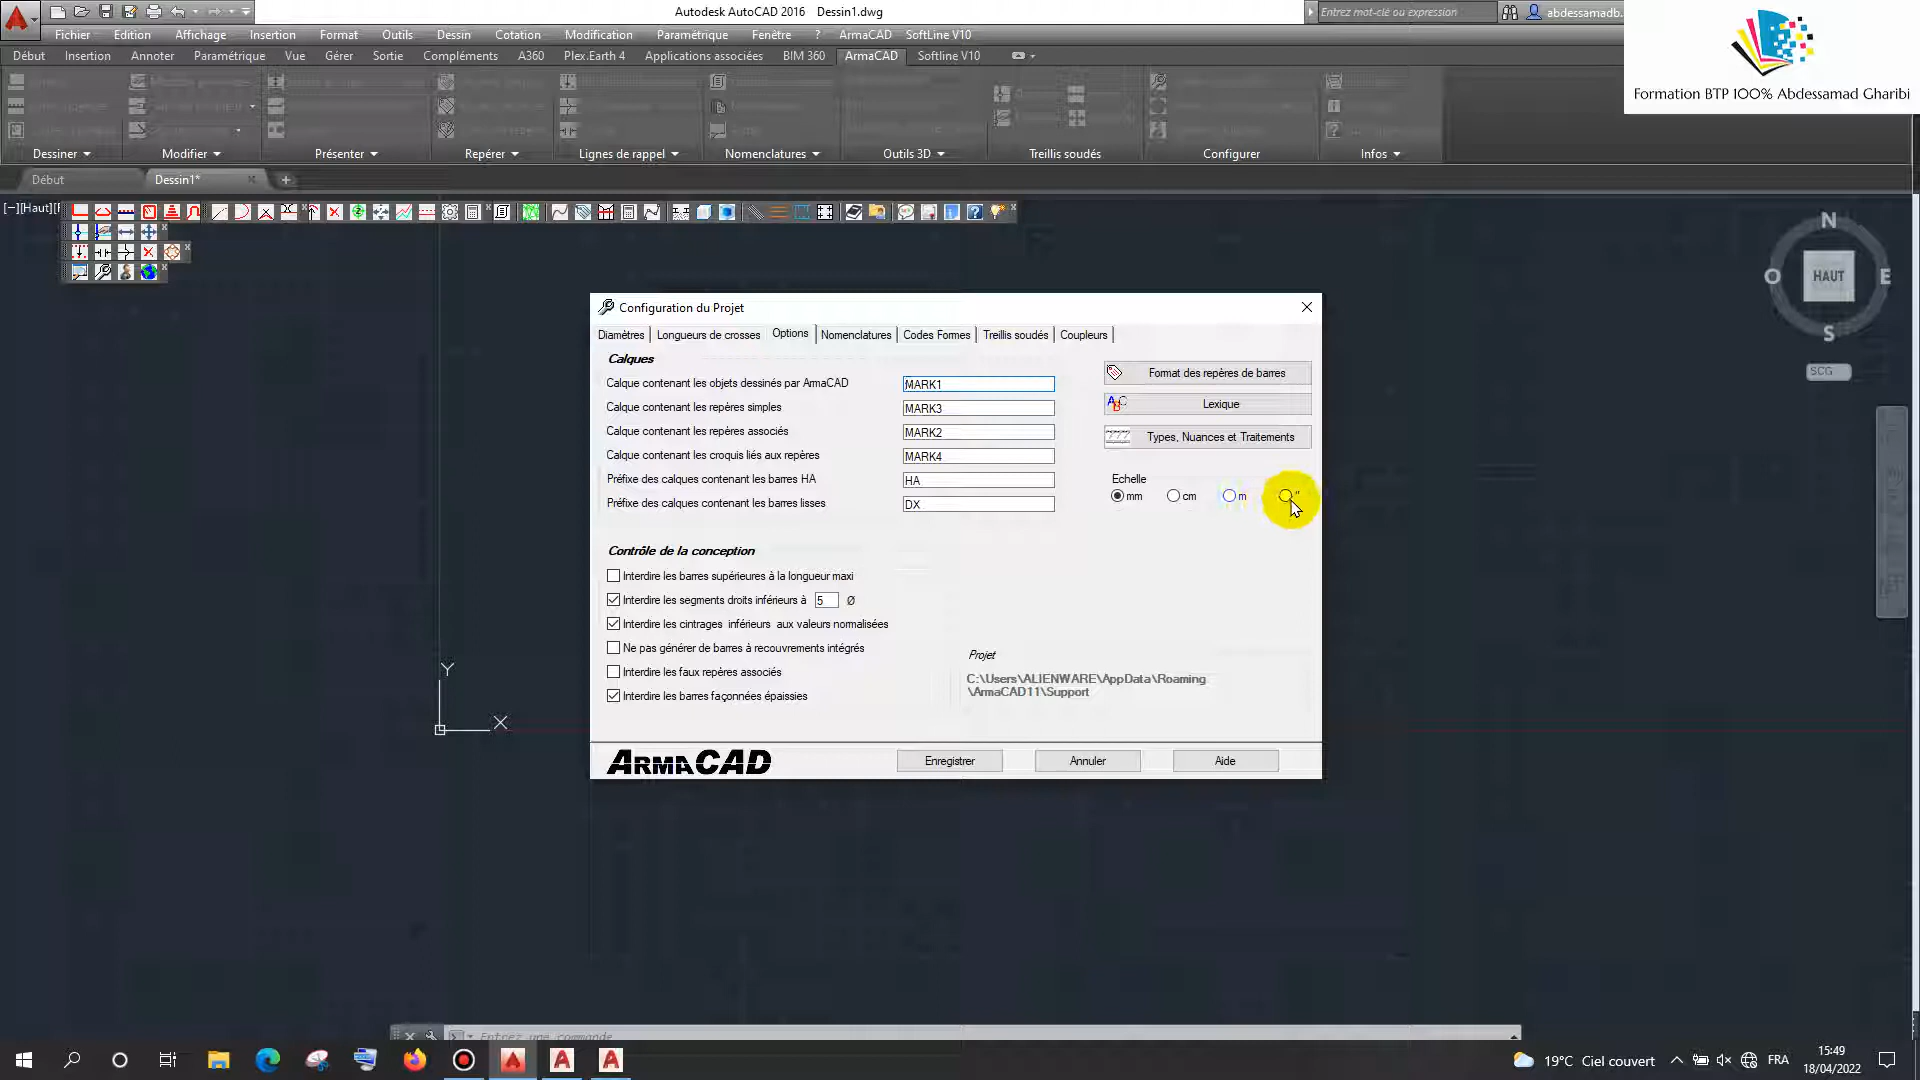 Autodesk AutoCAD 2016 Dessin1.dwg
Entrez mot-clé ou expression
abdessamadb.
Fichier Edition Affichage Insertion Format Outils Dessin Cotation Modification Paramétrique Fenêtre ? ArmaCAD SoftLine V10
Début Insertion Annoter Paramétrique Vue Gérer Sortie Compléments A360 Plex.Earth 4 Applications associées BIM 360 ArmaCAD Softline V10
Formation BTP 100% Abdessamad Gharibi
Dessiner Modifier Présenter Repérer Lignes de rappel Nomenclatures Outils 3D Treillis soudés Configurer Infos
Début Dessin1* +
[−][Haut]
N
O HAUT E
S
SCG
Configuration du Projet
Diamètres Longueurs de crosses Options Nomenclatures Codes Formes Treillis soudés Coupleurs
Calques
Calque contenant les objets dessinés par ArmaCAD MARK1
Calque contenant les repères simples MARK3
Calque contenant les repères associés MARK2
Calque contenant les croquis liés aux repères MARK4
Préfixe des calques contenant les barres HA HA
Préfixe des calques contenant les barres lisses DX
Format des repères de barres
Lexique
Types, Nuances et Traitements
Echelle
mm cm m "
Contrôle de la conception
Interdire les barres supérieures à la longueur maxi
Interdire les segments droits inférieurs à 5 Ø
Interdire les cintrages inférieurs aux valeurs normalisées
Ne pas générer de barres à recouvrements intégrés
Interdire les faux repères associés
Interdire les barres façonnées épaissies
Projet
C:\Users\ALIENWARE\AppData\Roaming
\ArmaCAD11\Support
ARMACAD
Enregistrer Annuler Aide
Y
X
Entrez une commande
19°C Ciel couvert
FRA
15:49
18/04/2022